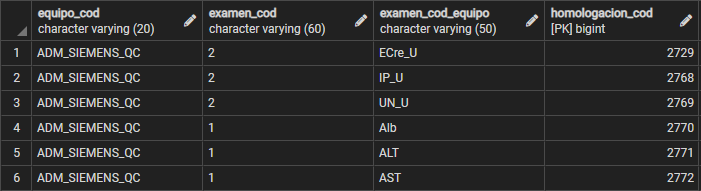 equipo_cod examen_cod examen_cod_equipo homologacion_cod
character varying (20) character varying (60) character varying (50) [PK] bigint
1 ADM_SIEMENS_QC 2 ECre_U 2729
2 ADM_SIEMENS_QC 2 IP_U 2768
3 ADM_SIEMENS_QC 2 UN_U 2769
4 ADM_SIEMENS_QC 1 Alb 2770
5 ADM_SIEMENS_QC 1 ALT 2771
6 ADM_SIEMENS_QC 1 AST 2772